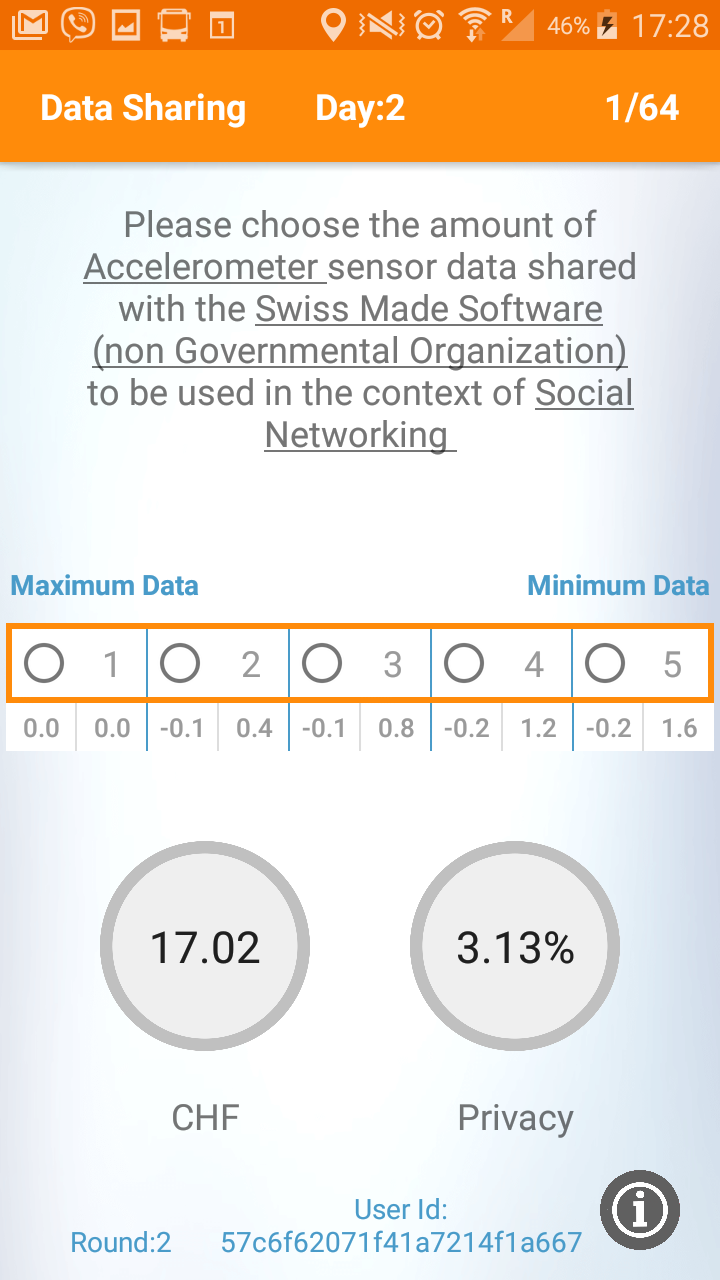 1 R 46% 17:28
Data Sharing Day:2 1/64
Please choose the amount of
Accelerometer sensor data shared
with the Swiss Made Software
(non Governmental Organization)
to be used in the context of Social
Networking
Maximum Data Minimum Data
1 2 3 4 5
0.0 0.0 -0.1 0.4 -0.1 0.8 -0.2 1.2 -0.2 1.6
17.02 3.13%
CHF Privacy
User Id:
Round:2 57c6f62071f41a7214f1a667